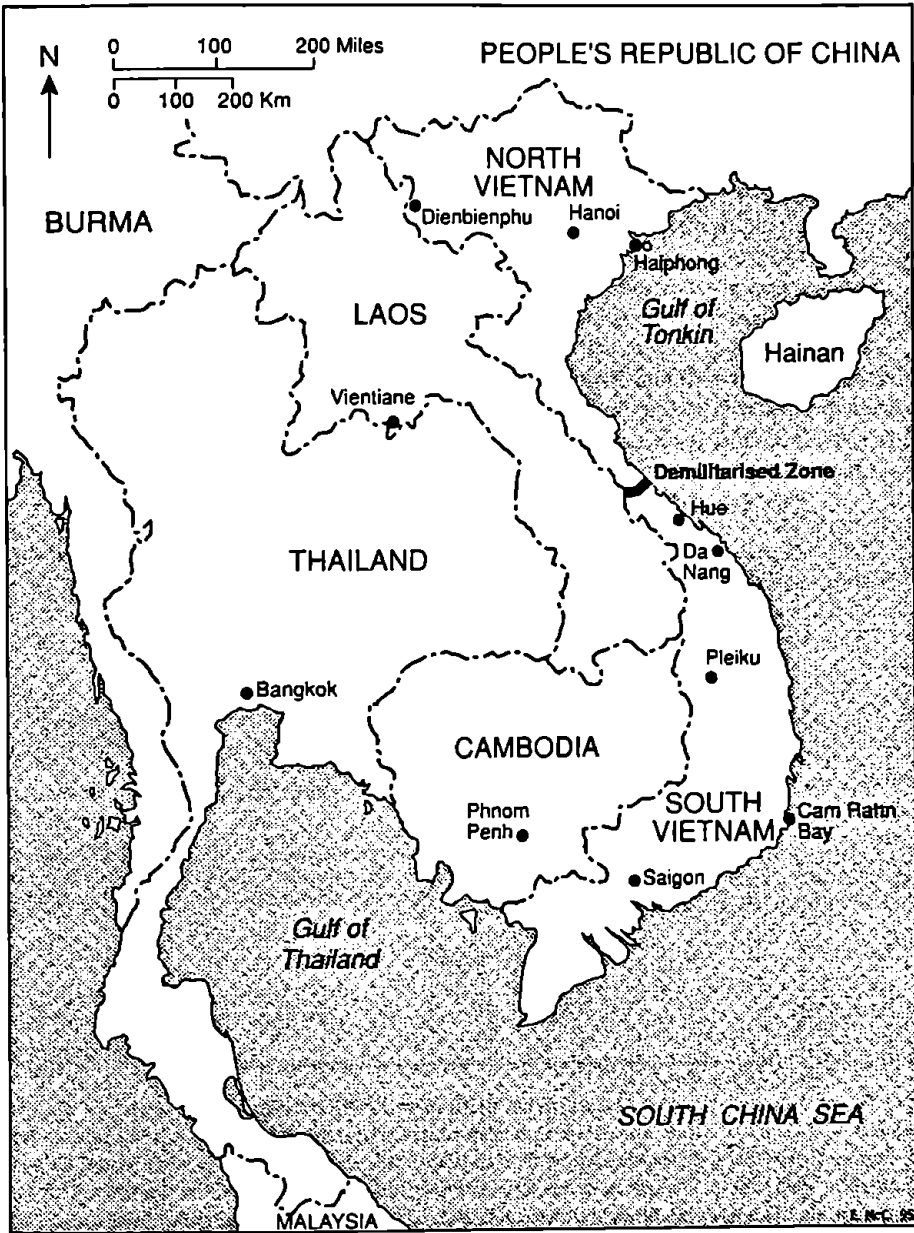 N
0 100 200 Miles
0 100 200 Km
PEOPLE'S REPUBLIC OF CHINA
NORTH
VIETNAM
BURMA
Dienbienphu
Hanoi
Haiphong
Gulf of
Tonkin
LAOS
Hainan
Vientiane
Demilitarised Zone
Hue
Da
Nang
THAILAND
Pleiku
Bangkok
CAMBODIA
Phnom
Penh
SOUTH
VIETNAM
Cam Rahn
Bay
Saigon
Gulf of
Thailand
SOUTH CHINA SEA
MALAYSIA